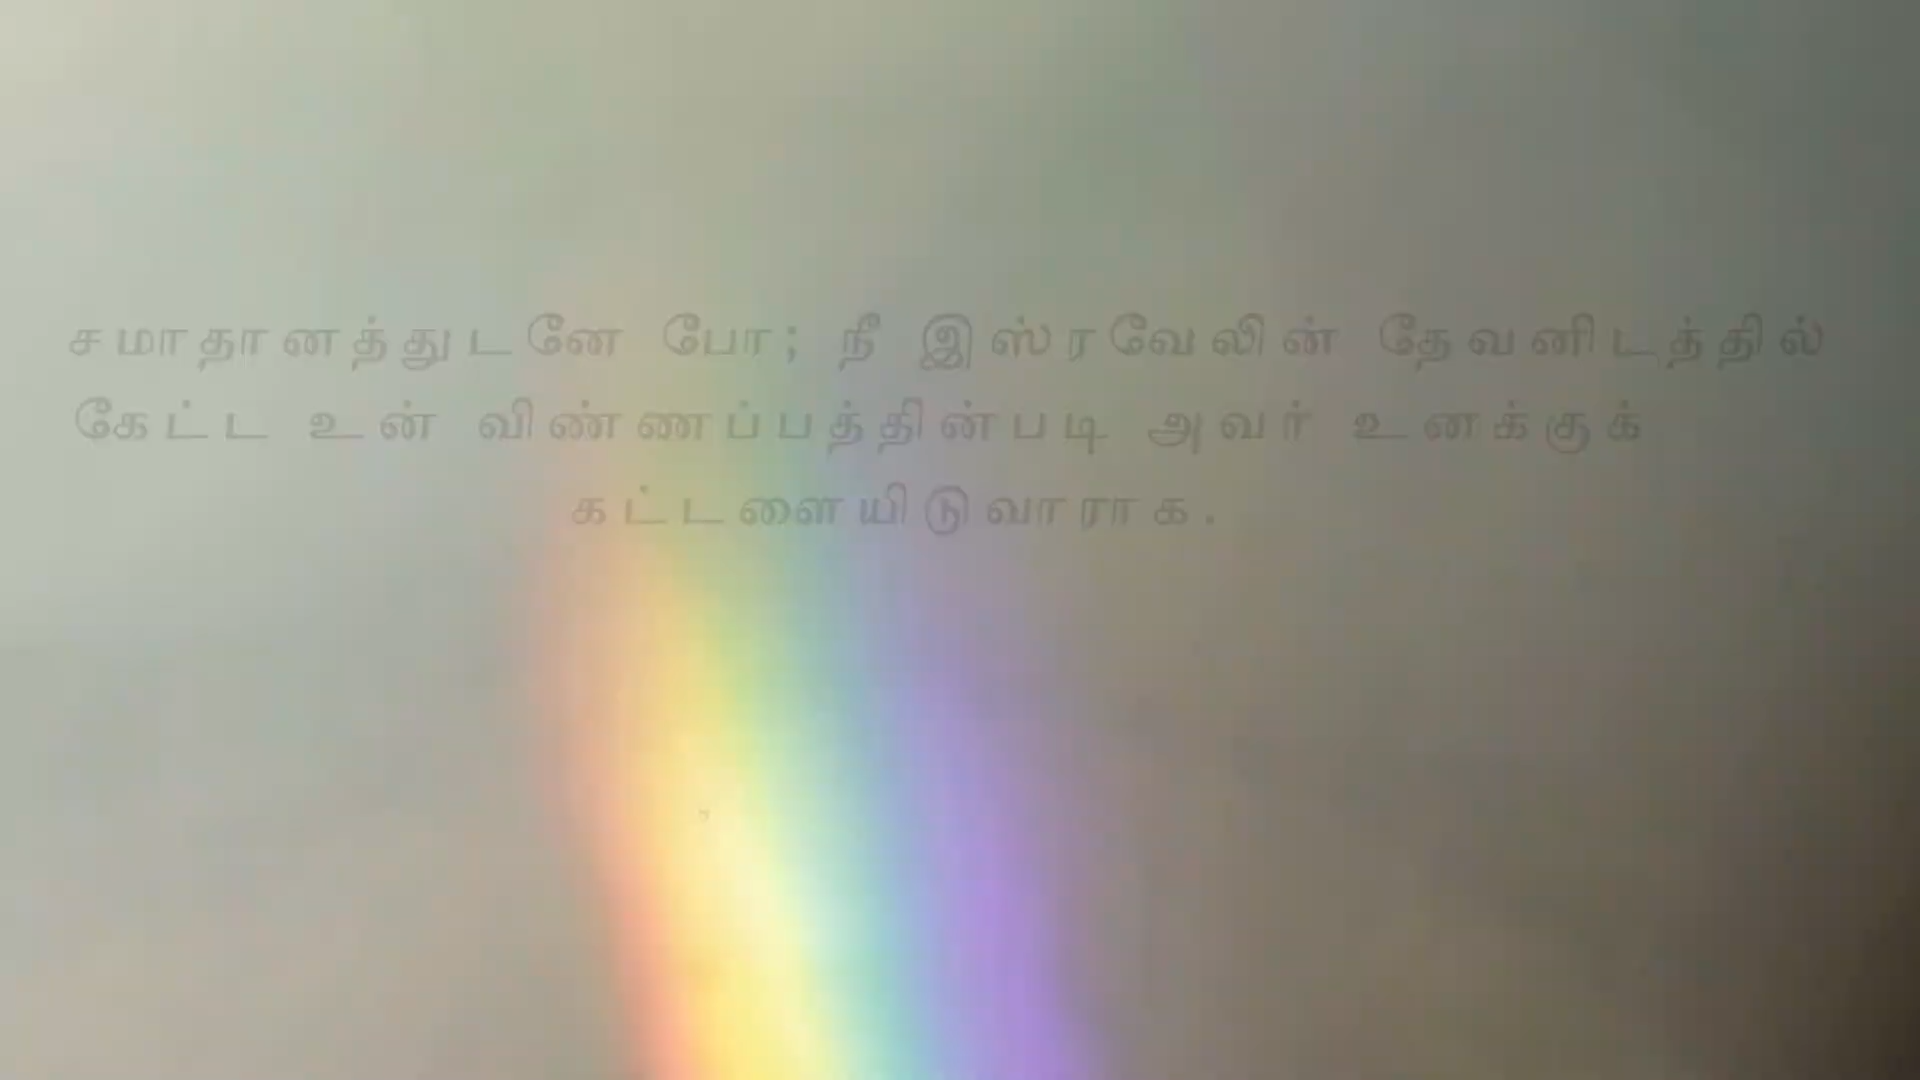 சமாதானத்துடனே போ; நீ இஸ்ரவேலின் தேவனிடத்தில்
கேட்ட உன் விண்ணப்பத்தின்படி அவர் உனக்குக்
கட்டளையிடுவாராக.